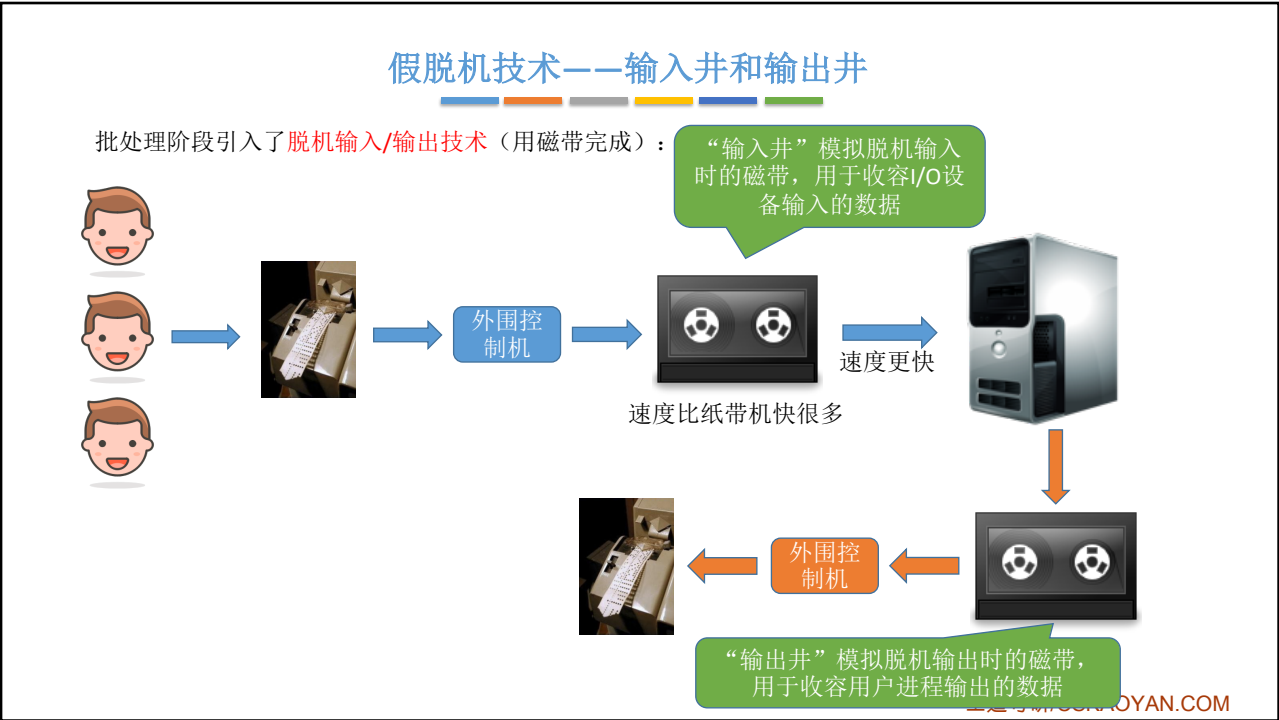 假脱机技术——输入井和输出井
批处理阶段引入了脱机输入/输出技术（用磁带完成）：
“输入井”模拟脱机输入
时的磁带，用于收容I/O设
备输入的数据
外围控
制机
速度更快
速度比纸带机快很多
外围控
制机
“输出井”模拟脱机输出时的磁带，
用于收容用户进程输出的数据
OYAN.COM